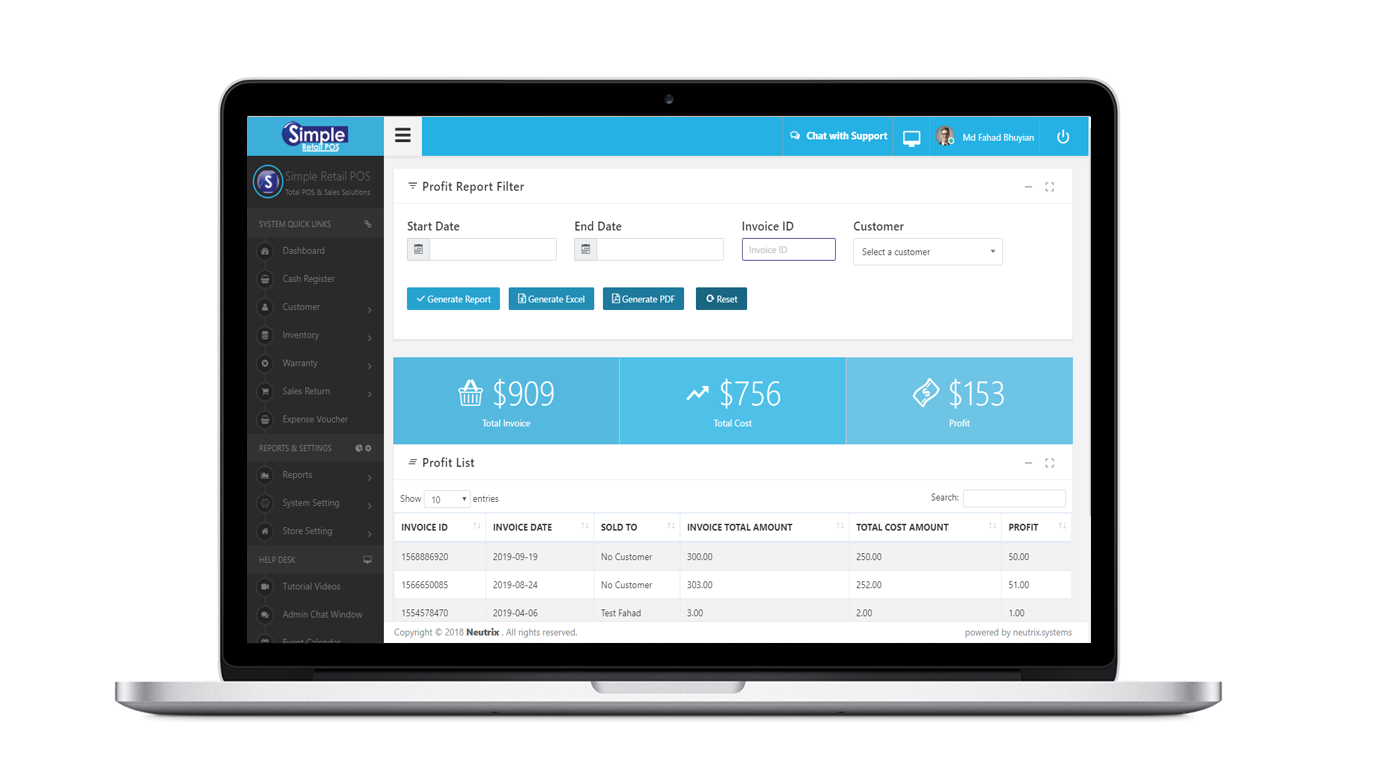 Simple
Retail POS
Chat with Support
Md Fahad Bhuyian
Simple Retail POS
Total POS & Sales Solutions
SYSTEM QUICK LINKS
Dashboard
Cash Register
Customer
Inventory
Warranty
Sales Return
Expense Voucher
REPORTS & SETTINGS
Reports
System Setting
Store Setting
HELP DESK
Tutorial Videos
Admin Chat Window
Event Calendar
Profit Report Filter
Start Date End Date Invoice ID Customer
Invoice ID Select a customer
Generate Report Generate Excel Generate PDF Reset
$909 $756 $153
Total Invoice Total Cost Profit
Profit List
Show 10 entries Search:
INVOICE ID INVOICE DATE SOLD TO INVOICE TOTAL AMOUNT TOTAL COST AMOUNT PROFIT
1568886920 2019-09-19 No Customer 300.00 250.00 50.00
1566650085 2019-08-24 No Customer 303.00 252.00 51.00
1554578470 2019-04-06 Test Fahad 3.00 2.00 1.00
Copyright © 2018 Neutrix . All rights reserved. powered by neutrix.systems